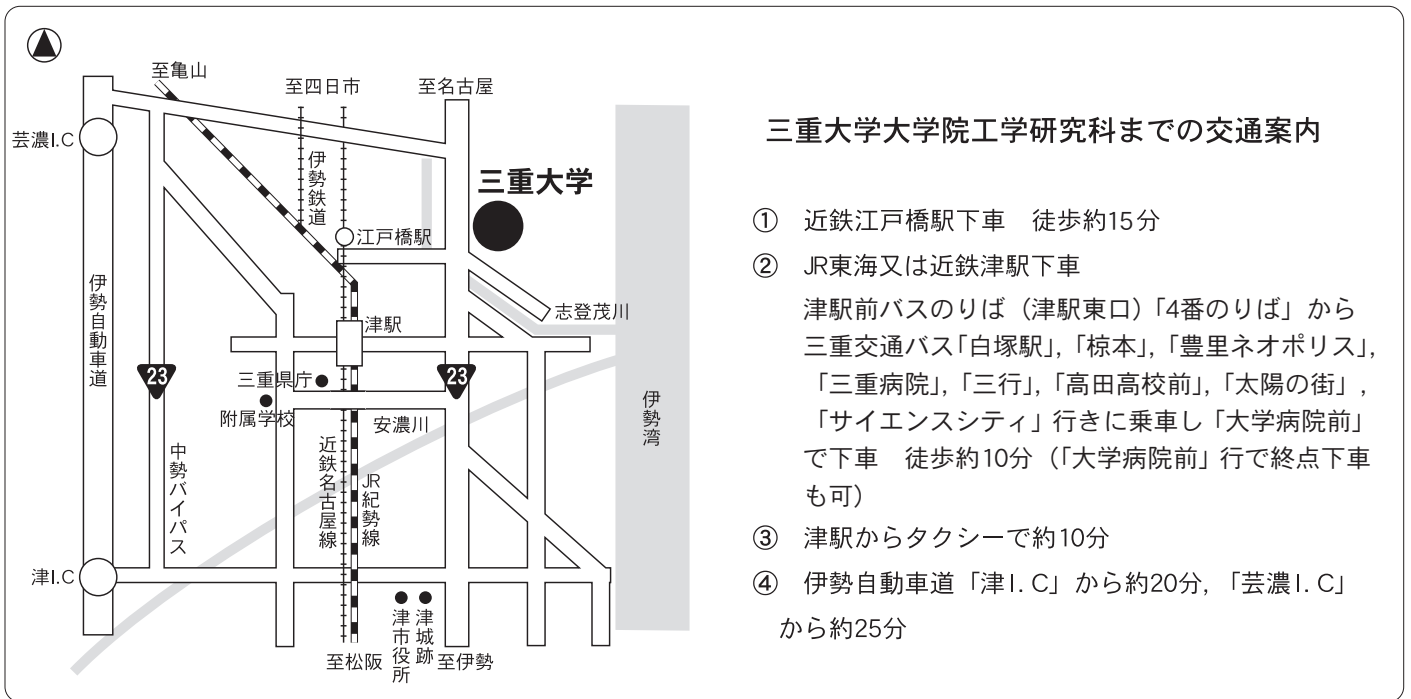 至亀山
至四日市
至名古屋
芸濃I.C
伊勢鉄道
三重大学
江戸橋駅
伊勢自動車道
志登茂川
津駅
23
23
三重県庁
附属学校
安濃川
伊勢湾
中勢バイパス
近鉄名古屋線
JR紀勢線
津I.C
津市役所
津城跡
至松阪
至伊勢
三重大学大学院工学研究科までの交通案内
① 近鉄江戸橋駅下車 徒歩約15分
② JR東海又は近鉄津駅下車
津駅前バスのりば（津駅東口）「4番のりば」から
三重交通バス「白塚駅」，「椋本」，「豊里ネオポリス」，
「三重病院」，「三行」，「高田高校前」，「太陽の街」，
「サイエンスシティ」行きに乗車し「大学病院前」
で下車 徒歩約10分（「大学病院前」行で終点下車
も可）
③ 津駅からタクシーで約10分
④ 伊勢自動車道「津I. C」から約20分，「芸濃I. C」
から約25分